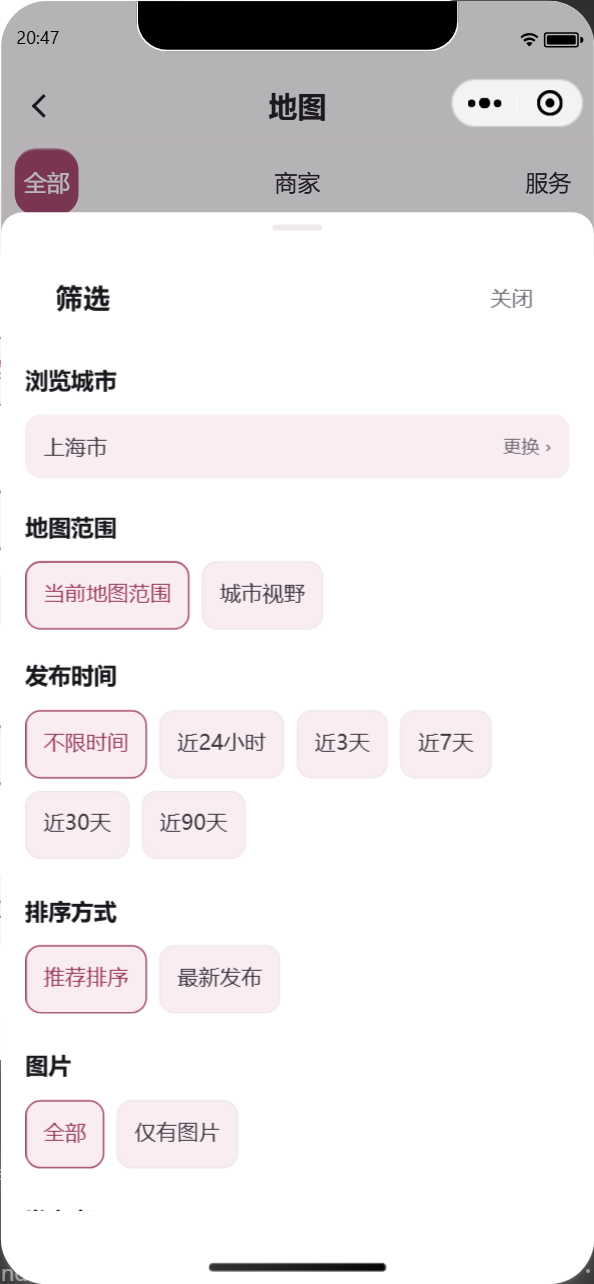 20:47
地图
全部 商家 服务
筛选 关闭
浏览城市
上海市 更换 ›
地图范围
当前地图范围 城市视野
发布时间
不限时间 近24小时 近3天 近7天
近30天 近90天
排序方式
推荐排序 最新发布
图片
全部 仅有图片